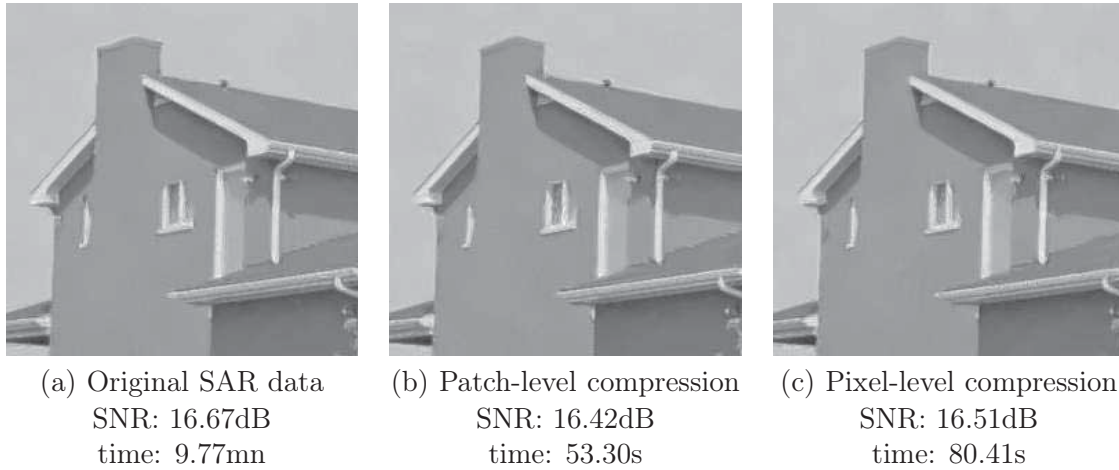 (a) Original SAR data
SNR: 16.67dB
time: 9.77mn
(b) Patch-level compression
SNR: 16.42dB
time: 53.30s
(c) Pixel-level compression
SNR: 16.51dB
time: 80.41s